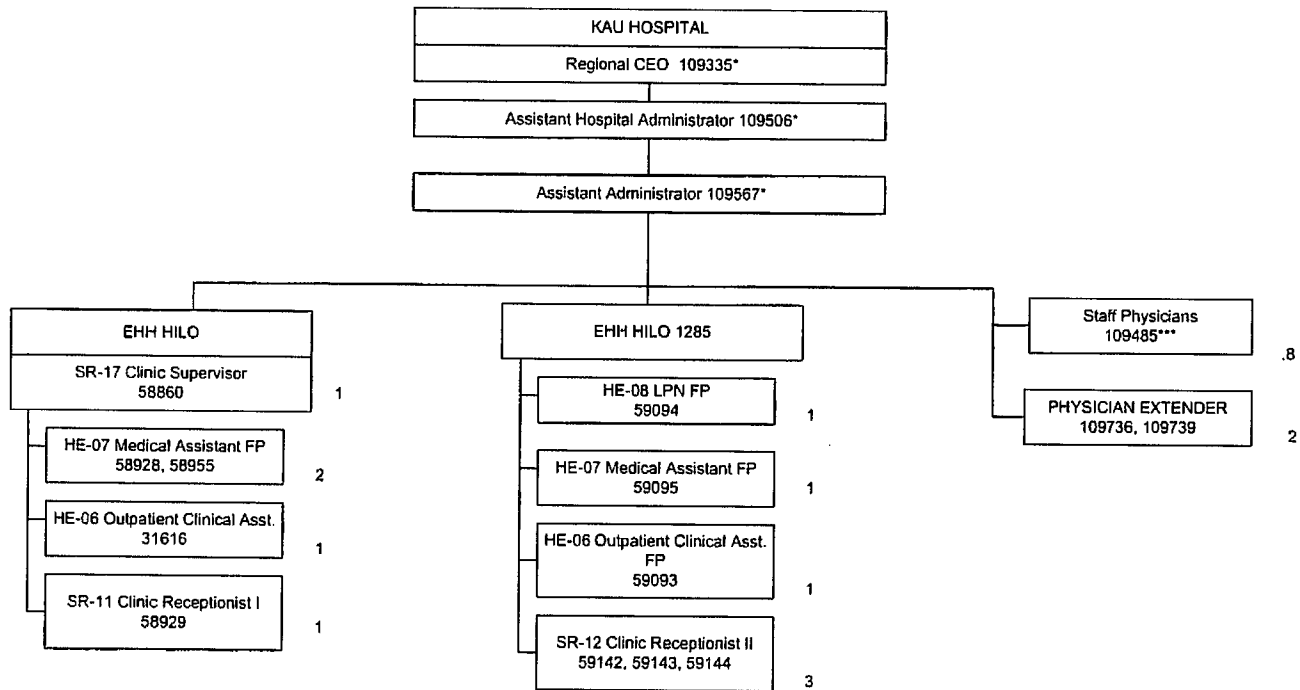 KAU HOSPITAL
Regional CEO 109335*
Assistant Hospital Administrator 109506*
Assistant Administrator 109567*
EHH HILO
SR-17 Clinic Supervisor
58860
1
HE-07 Medical Assistant FP
58928, 58955
2
HE-06 Outpatient Clinical Asst.
31616
1
SR-11 Clinic Receptionist I
58929
1
EHH HILO 1285
HE-08 LPN FP
59094
1
HE-07 Medical Assistant FP
59095
1
HE-06 Outpatient Clinical Asst.
FP
59093
1
SR-12 Clinic Receptionist II
59142, 59143, 59144
3
Staff Physicians
109485***
.8
PHYSICIAN EXTENDER
109736, 109739
2